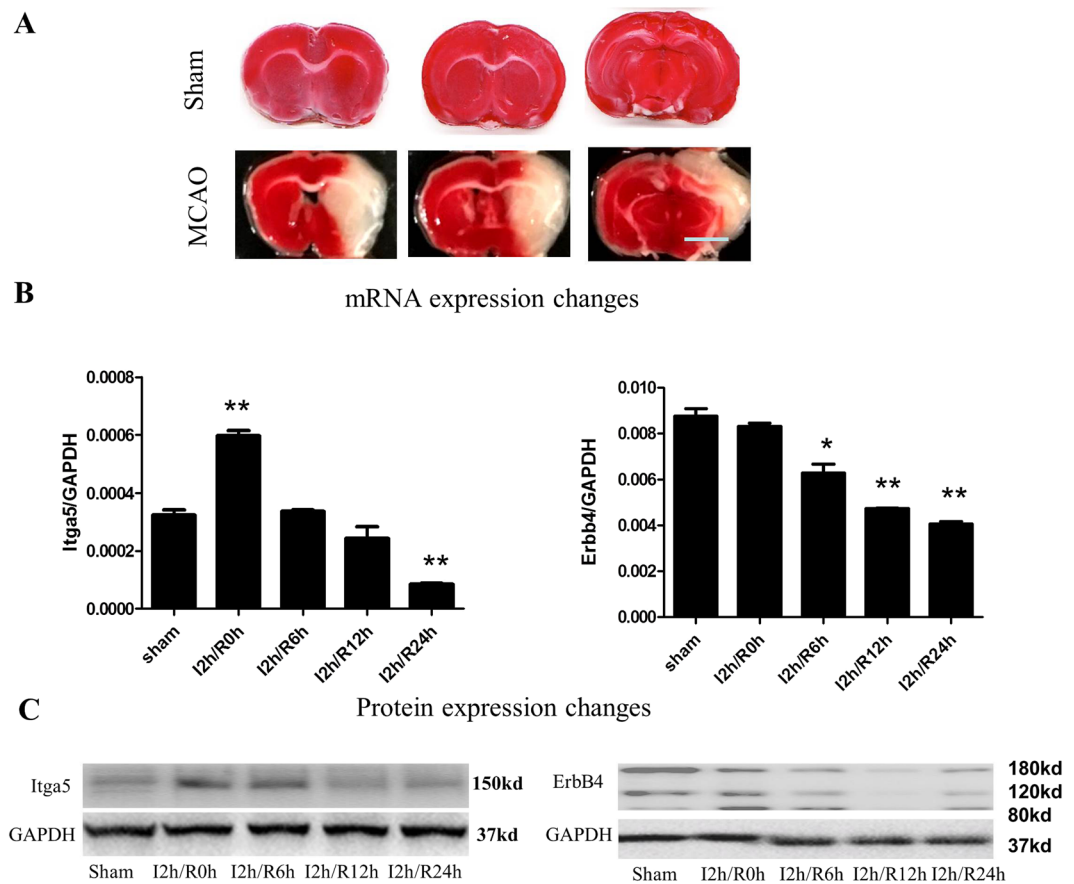 A
Sham
MCAO
B
mRNA expression changes
0.0008
0.0006
0.0004
0.0002
0.0000
Itga5/GAPDH
**
**
sham
I2h/R0h
I2h/R6h
I2h/R12h
I2h/R24h
0.010
0.008
0.006
0.004
0.002
0.000
Erbb4/GAPDH
*
**
**
sham
I2h/R0h
I2h/R6h
I2h/R12h
I2h/R24h
C
Protein expression changes
Itga5
150kd
GAPDH
37kd
Sham I2h/R0h I2h/R6h I2h/R12h I2h/R24h
ErbB4
180kd
120kd
80kd
GAPDH
37kd
Sham I2h/R0h I2h/R6h I2h/R12h I2h/R24h